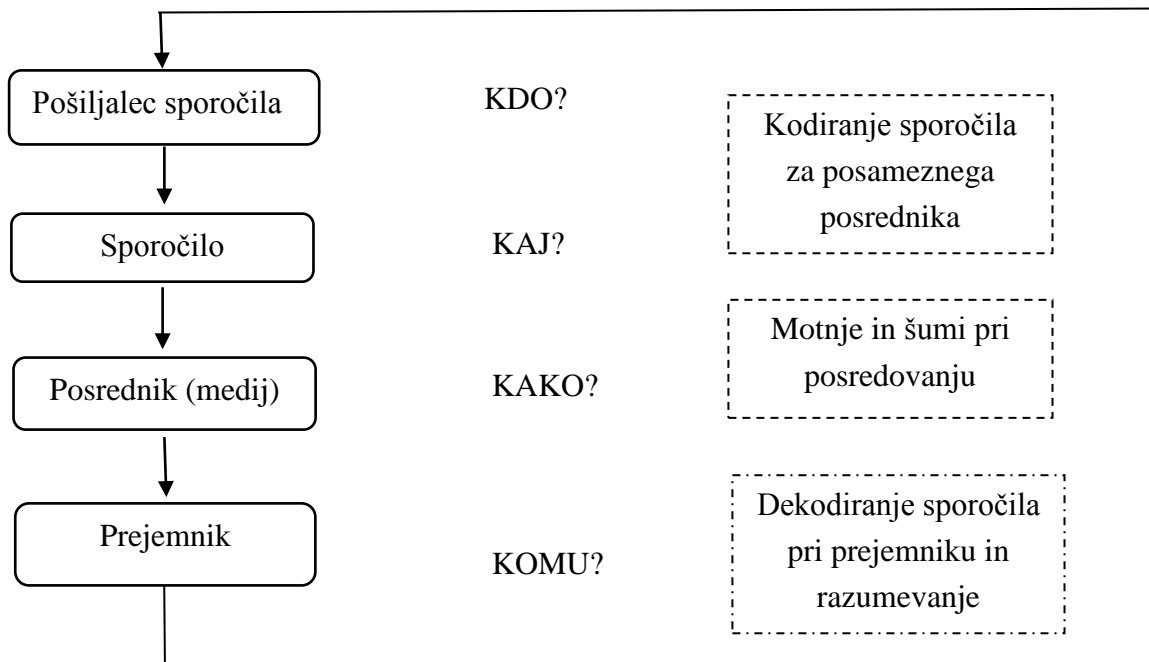 Pošiljalec sporočila
KDO?
Kodiranje sporočila
za posameznega
posrednika
Sporočilo
KAJ?
Posrednik (medij)
KAKO?
Motnje in šumi pri
posredovanju
Prejemnik
KOMU?
Dekodiranje sporočila
pri prejemniku in
razumevanje